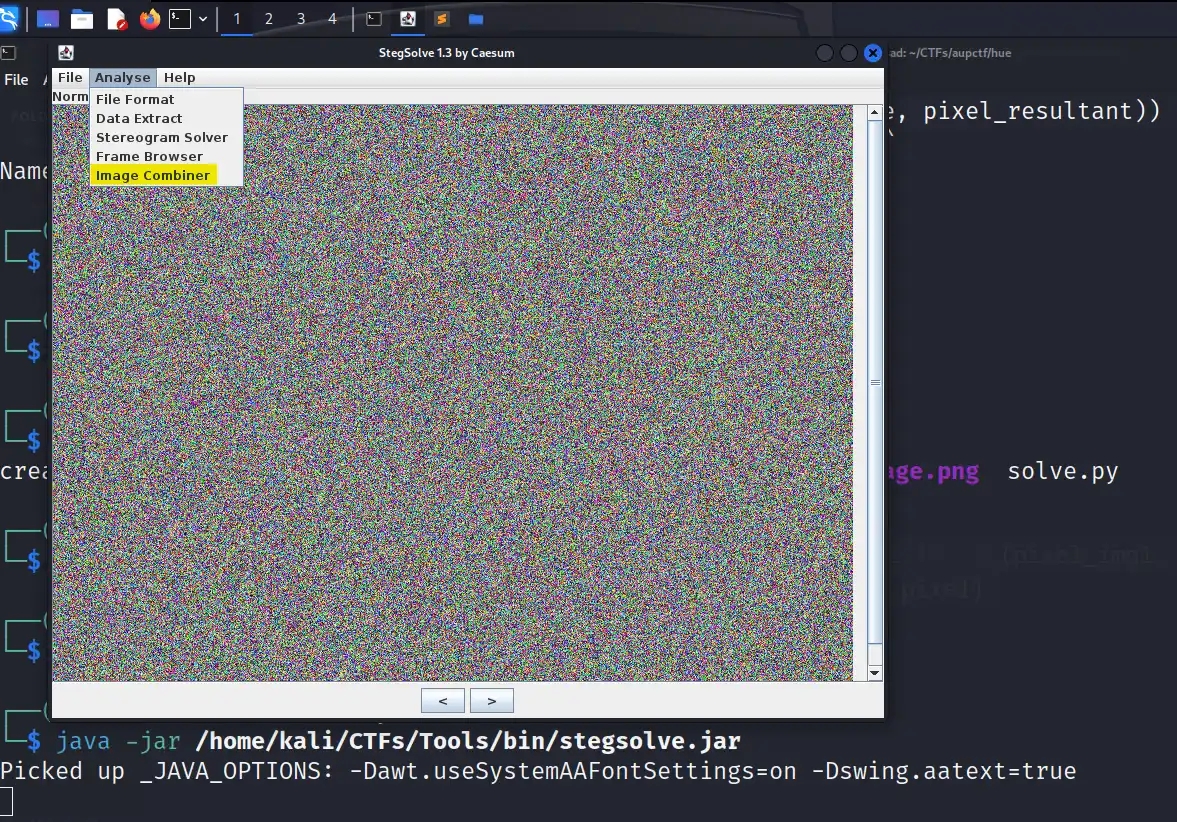 1 2 3 4
StegSolve 1.3 by Caesum
ad: ~/CTFs/aupctf/hue
File
File Analyse Help
Norm
File Format
Data Extract
Stereogram Solver
Frame Browser
Image Combiner
, pixel_resultant))
Name
$
$
$
crea age.png solve.py
$
(pixel_img1
pixel)
$
< >
$ java -jar /home/kali/CTFs/Tools/bin/stegsolve.jar
Picked up _JAVA_OPTIONS: -Dawt.useSystemAAFontSettings=on -Dswing.aatext=true